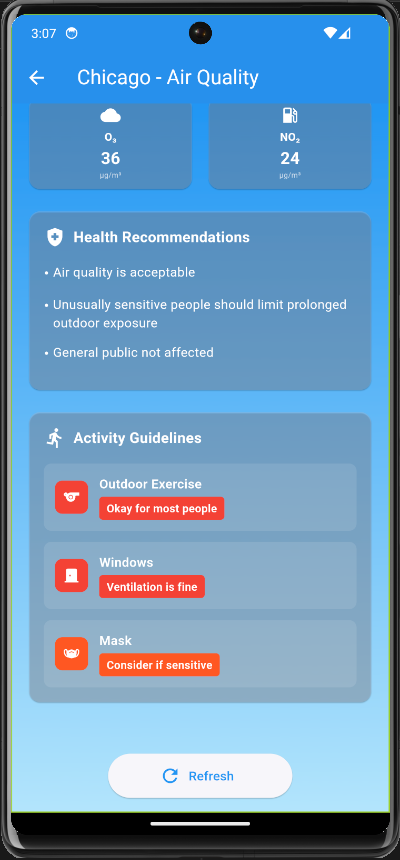 3:07
Chicago - Air Quality
O₃
36
µg/m³
NO₂
24
µg/m³
Health Recommendations
• Air quality is acceptable
• Unusually sensitive people should limit prolonged
outdoor exposure
• General public not affected
Activity Guidelines
Outdoor Exercise
Okay for most people
Windows
Ventilation is fine
Mask
Consider if sensitive
Refresh